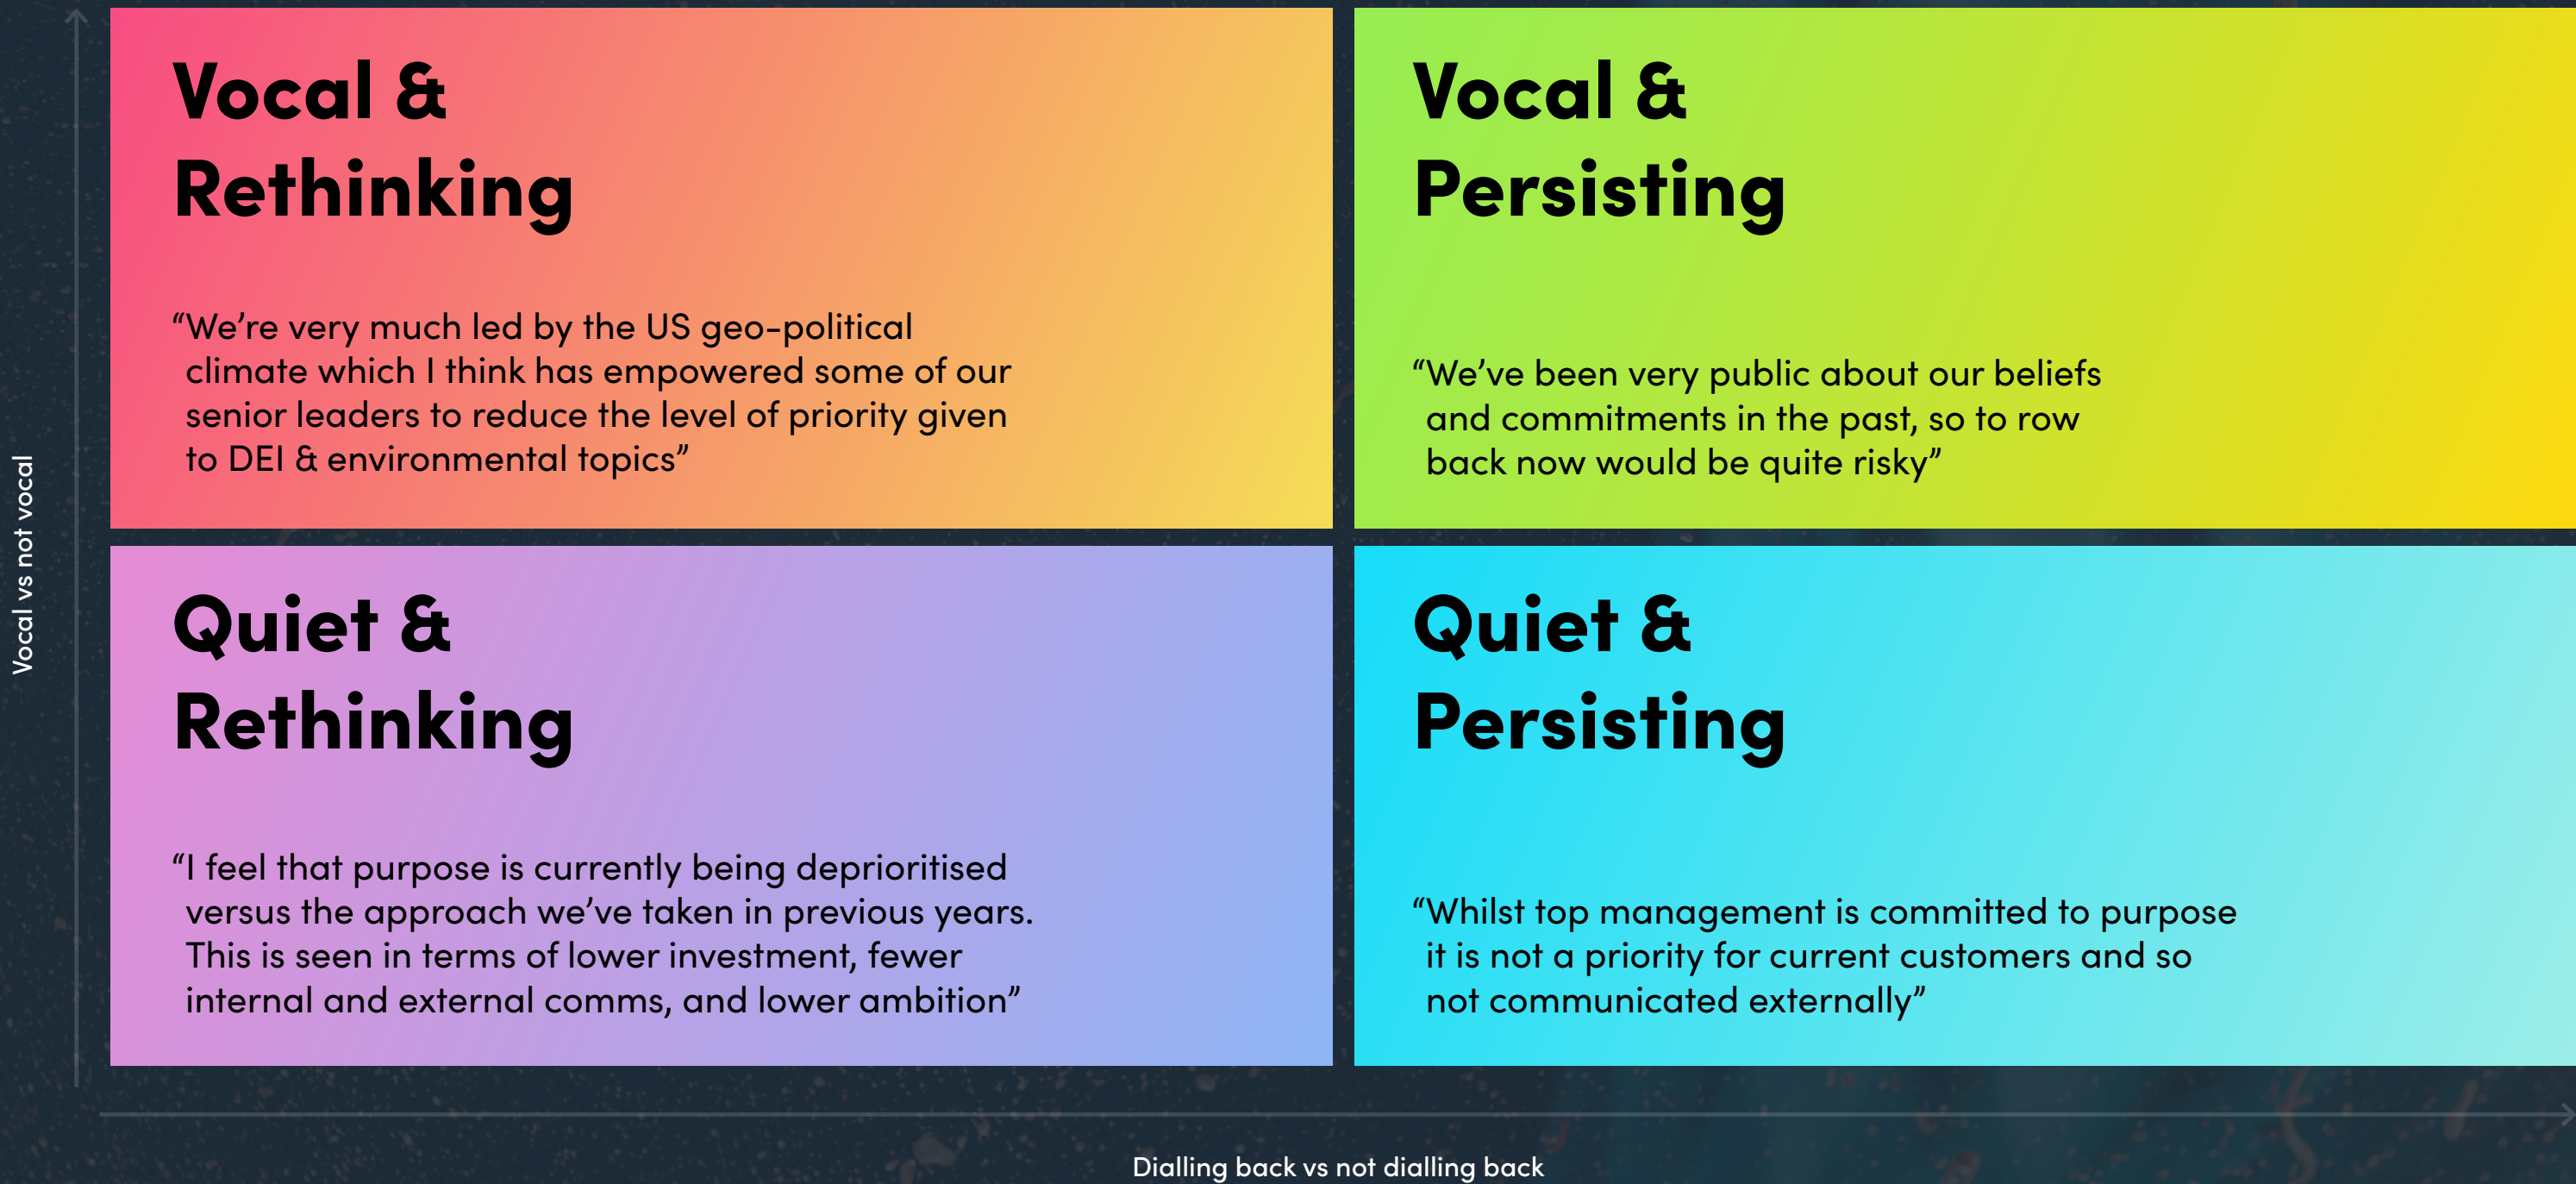 Vocal &
Rethinking
“We’re very much led by the US geo-political
climate which I think has empowered some of our
senior leaders to reduce the level of priority given
to DEI & environmental topics”
Vocal &
Persisting
“We’ve been very public about our beliefs
and commitments in the past, so to row
back now would be quite risky”
Vocal vs not vocal
Quiet &
Rethinking
“I feel that purpose is currently being deprioritised
versus the approach we’ve taken in previous years.
This is seen in terms of lower investment, fewer
internal and external comms, and lower ambition”
Quiet &
Persisting
“Whilst top management is committed to purpose
it is not a priority for current customers and so
not communicated externally”
Dialling back vs not dialling back